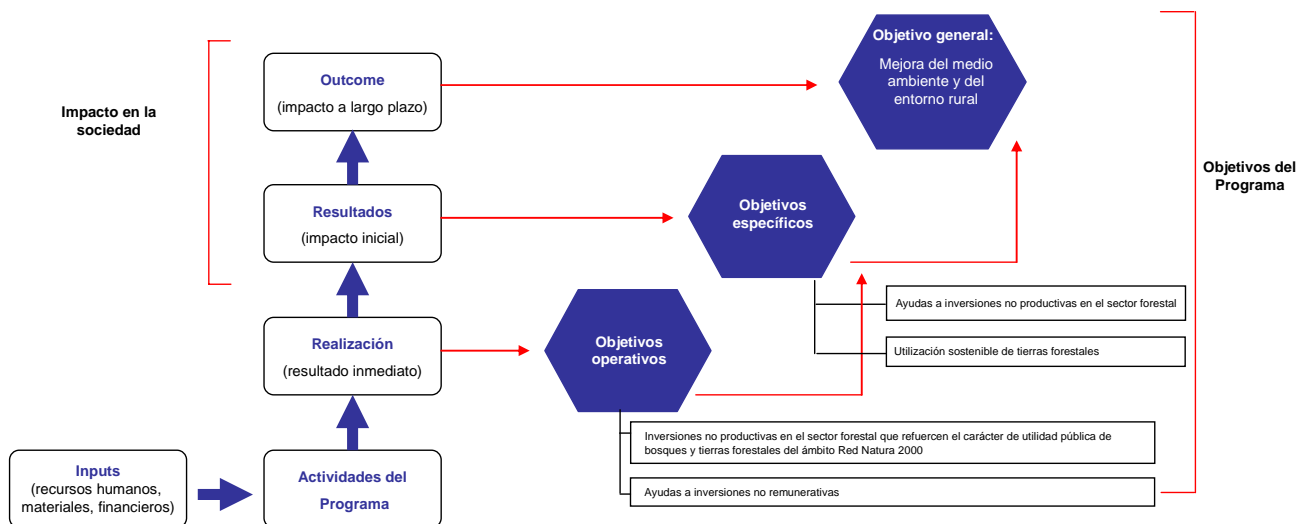 Objetivo general:
Mejora del medio
ambiente y del
entorno rural
Outcome
(impacto a largo plazo)
Impacto en la
sociedad
Objetivos del
Programa
Resultados
(impacto inicial)
Objetivos
específicos
Ayudas a inversiones no productivas en el sector forestal
Realización
(resultado inmediato)
Objetivos
operativos
Utilización sostenible de tierras forestales
Inversiones no productivas en el sector forestal que refuercen el carácter de utilidad pública de
bosques y tierras forestales del ámbito Red Natura 2000
Inputs
(recursos humanos,
materiales, financieros)
Actividades del
Programa
Ayudas a inversiones no remunerativas